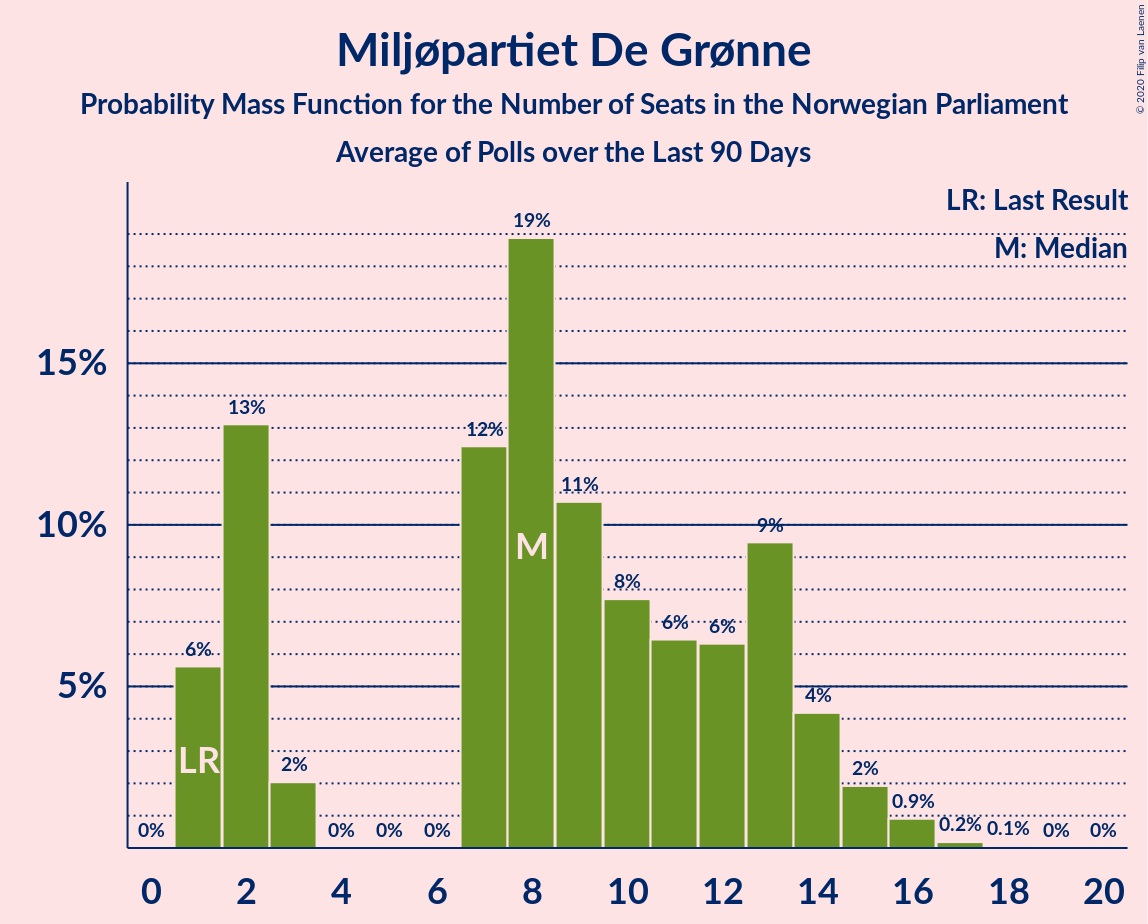 Miljøpartiet De Grønne
Probability Mass Function for the Number of Seats in the Norwegian Parliament
Average of Polls over the Last 90 Days
© 2020 Filip van Laenen
LR: Last Result
M: Median
15%
10%
5%
0%
6%
13%
2%
0%
0%
0%
12%
19%
11%
8%
6%
6%
9%
4%
2%
0.9%
0.2%
0.1%
0%
0%
LR
M
0 2 4 6 8 10 12 14 16 18 20